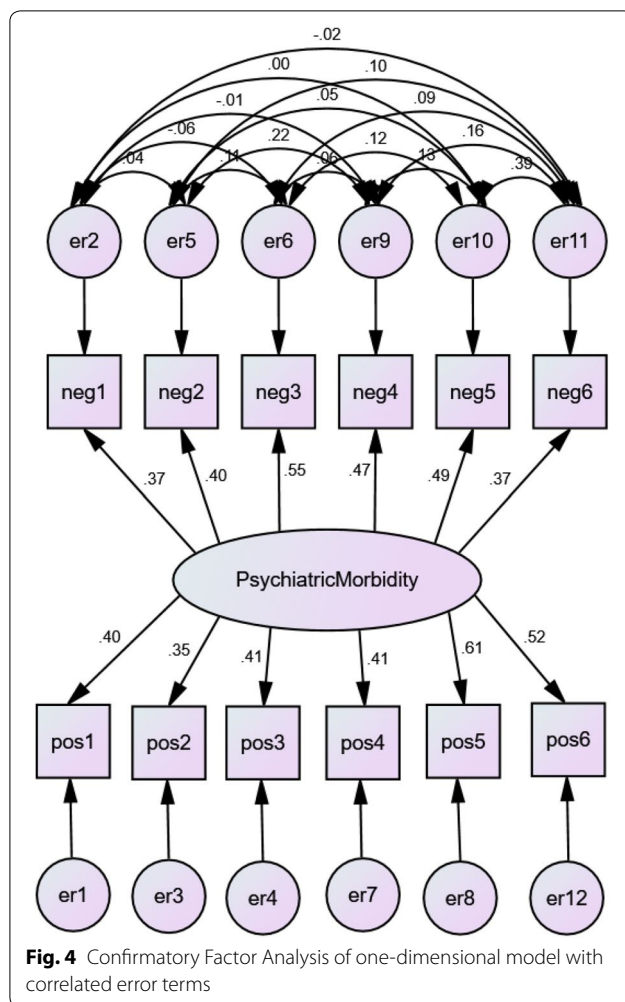 -.02
.00 .10
-.01 .05 .09
-.06 .22 .12 .16
.04 .11 .06 .13 .39
er2 er5 er6 er9 er10 er11
neg1 neg2 neg3 neg4 neg5 neg6
.37 .40 .55 .47 .49 .37
PsychiatricMorbidity
.40 .35 .41 .41 .61 .52
pos1 pos2 pos3 pos4 pos5 pos6
er1 er3 er4 er7 er8 er12
Fig. 4 Confirmatory Factor Analysis of one-dimensional model with
correlated error terms